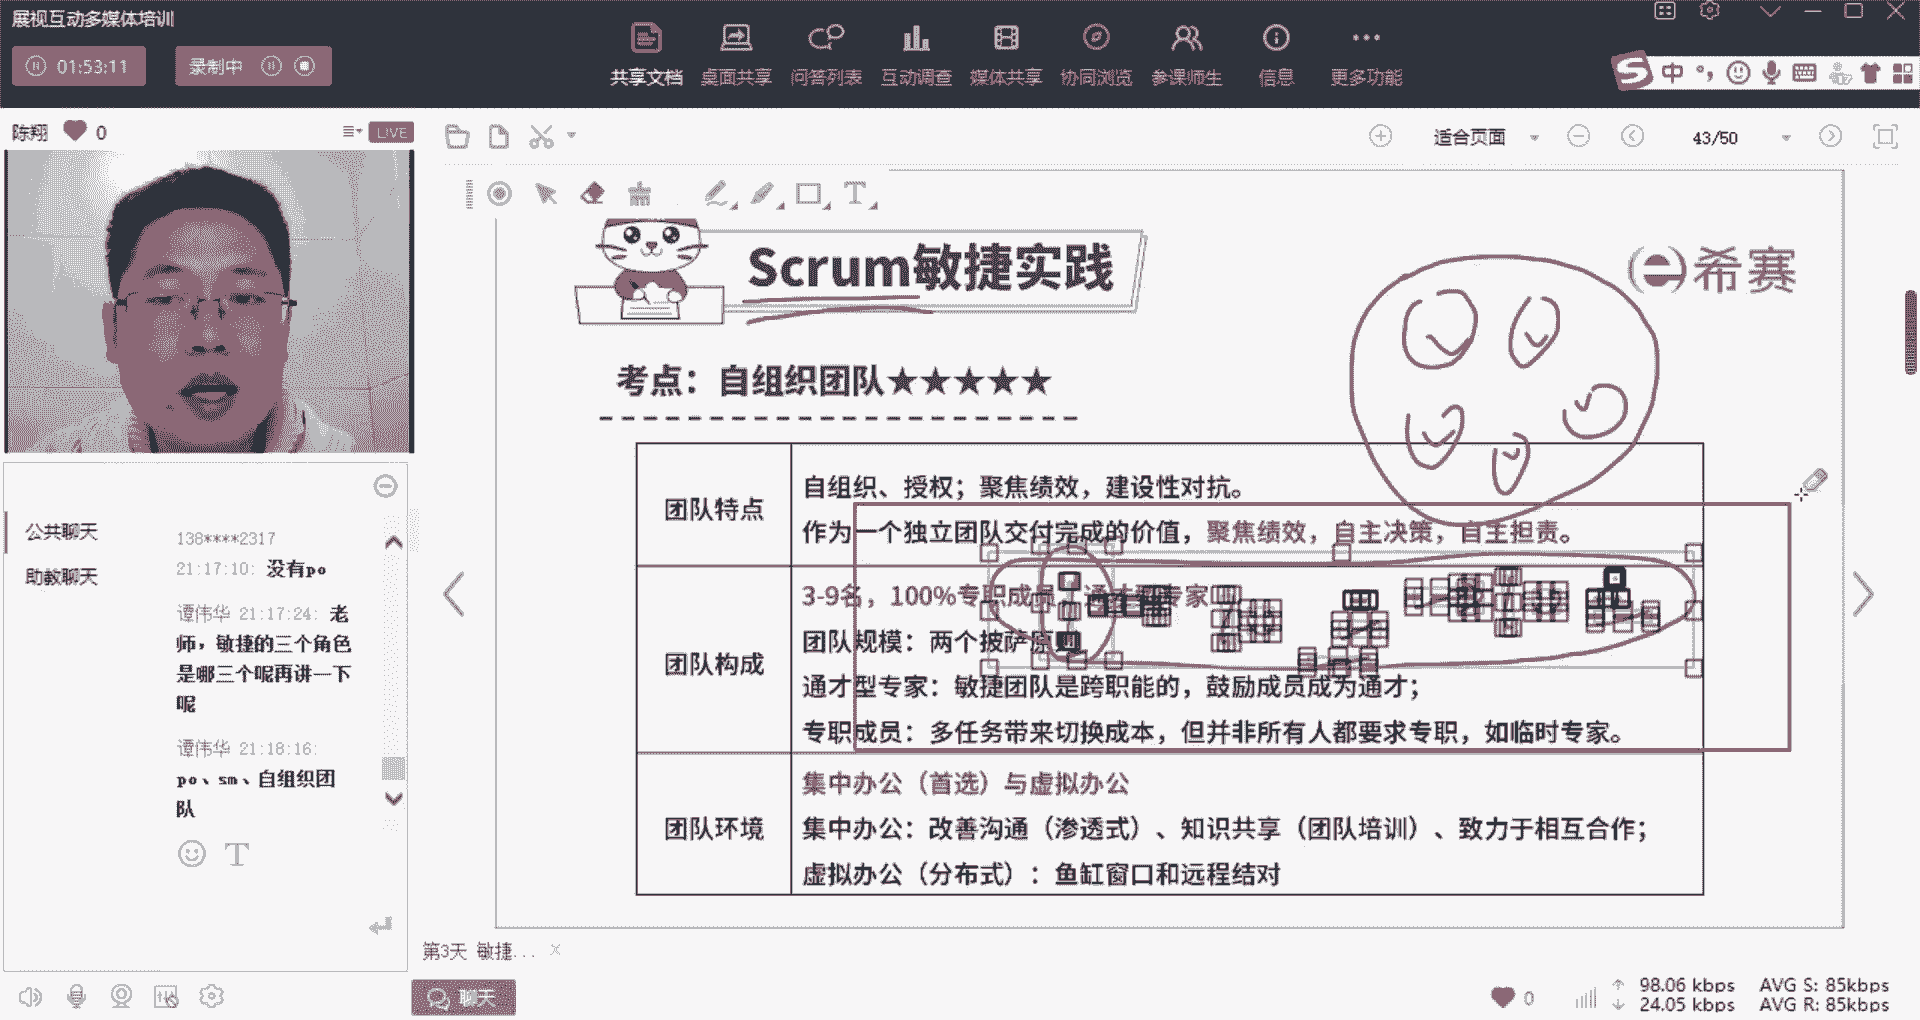 展视互动多媒体培训
01:53:11
录制中
共享文档 桌面共享 问答列表 互动调查 媒体共享 协同浏览 参课师生 信息 更多功能
中
陈翔 0
LIVE
适合页面
43/50
Scrum敏捷实践
希赛
考点：自组织团队★★★★★
团队特点
自组织、授权；聚焦绩效，建设性对抗。
作为一个独立团队交付完成的价值，聚焦绩效，自主决策，自主担责。
团队构成
3-9名，100%专职成员，通才型专家
团队规模：两个披萨原则
通才型专家：敏捷团队是跨职能的，鼓励成员成为通才；
专职成员：多任务带来切换成本，但并非所有人都要求专职，如临时专家。
团队环境
集中办公（首选）与虚拟办公
集中办公：改善沟通（渗透式）、知识共享（团队培训）、致力于相互合作；
虚拟办公（分布式）：鱼缸窗口和远程结对
公共聊天
助教聊天
138****2317
21:17:10: 没有po
谭伟华 21:17:24: 老
师，敏捷的三个角色
是哪三个呢再讲一下
呢
谭伟华 21:18:16:
po、sm、自组织团
队
第3天 敏捷...
聊天
0
98.06 kbps AVG S: 85kbps
24.05 kbps AVG R: 85kbps